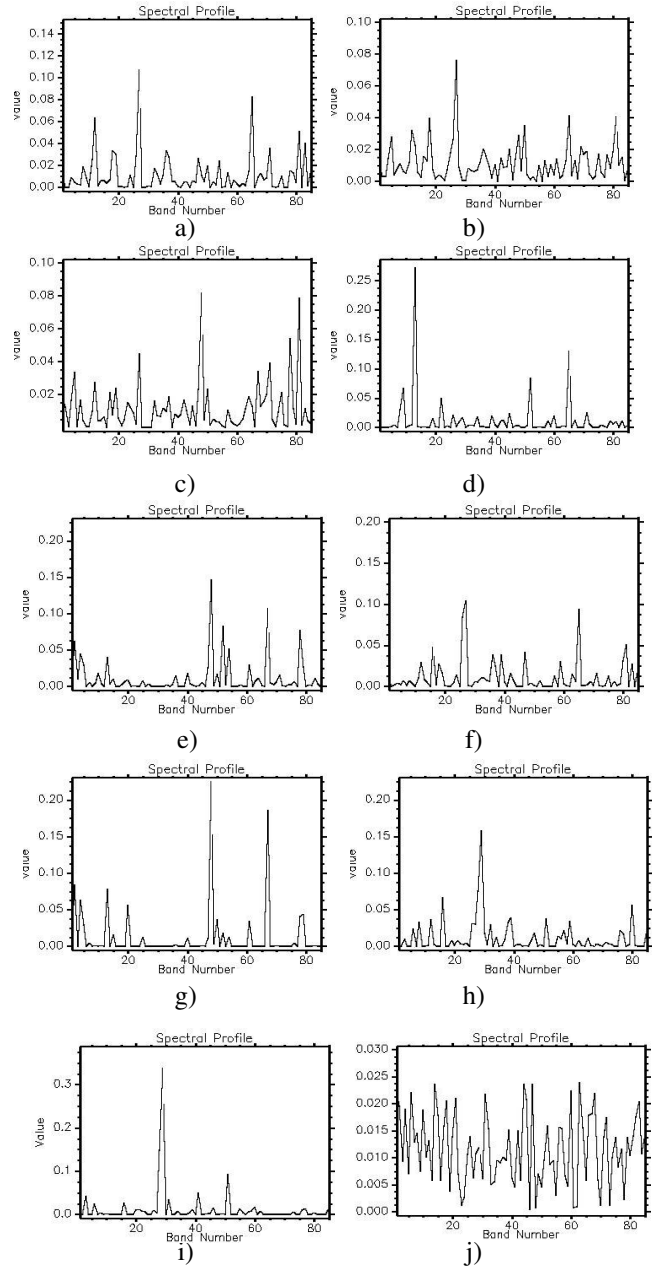 Spectral Profile Spectral Profile
Value Value
0.14 0.10
0.12 0.08
0.10 0.06
0.08 0.04
0.06 0.02
0.04 0.00
0.02
0.00
20 40 60 80 20 40 60 80
Band Number Band Number
a) b)
Spectral Profile Spectral Profile
Value Value
0.10 0.25
0.08 0.20
0.06 0.15
0.04 0.10
0.02 0.05
0.00
20 40 60 80 20 40 60 80
Band Number Band Number
c) d)
Spectral Profile Spectral Profile
Value Value
0.20 0.20
0.15 0.15
0.10 0.10
0.05 0.05
0.00 0.00
20 40 60 80 20 40 60 80
Band Number Band Number
e) f)
Spectral Profile Spectral Profile
Value Value
0.20 0.20
0.15 0.15
0.10 0.10
0.05 0.05
0.00 0.00
20 40 60 80 20 40 60 80
Band Number Band Number
g) h)
Spectral Profile Spectral Profile
Value Value
0.3 0.030
0.2 0.025
0.1 0.020
0.0 0.015
0.010
0.005
0.000
20 40 60 80 20 40 60 80
Band Number Band Number
i) j)